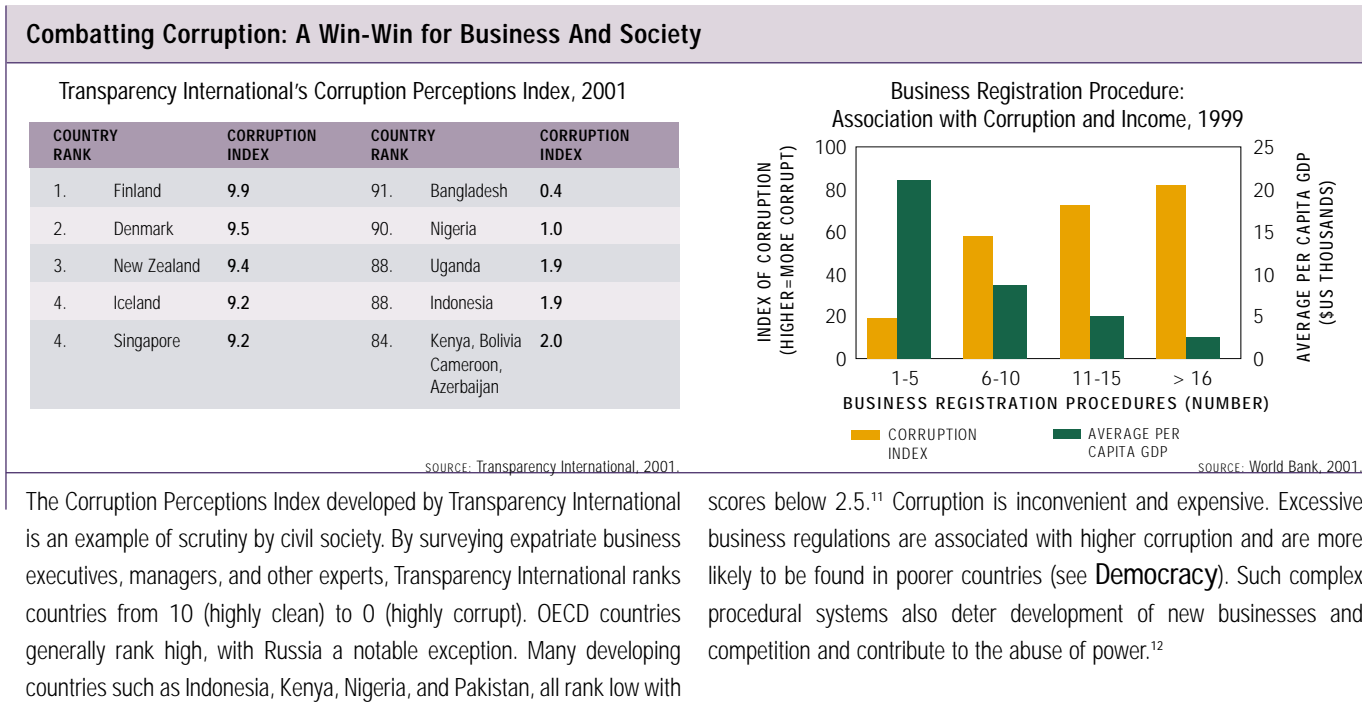 Combatting Corruption: A Win-Win for Business And Society
Transparency International's Corruption Perceptions Index, 2001
COUNTRY RANK CORRUPTION INDEX COUNTRY RANK CORRUPTION INDEX
1. Finland 9.9 91. Bangladesh 0.4
2. Denmark 9.5 90. Nigeria 1.0
3. New Zealand 9.4 88. Uganda 1.9
4. Iceland 9.2 88. Indonesia 1.9
4. Singapore 9.2 84. Kenya, Bolivia 2.0
Cameroon,
Azerbaijan
SOURCE: Transparency International, 2001.
Business Registration Procedure:
Association with Corruption and Income, 1999
INDEX OF CORRUPTION
(HIGHER=MORE CORRUPT)
100
80
60
40
20
0
25
20
15
10
5
0
AVERAGE PER CAPITA GDP
($US THOUSANDS)
1-5 6-10 11-15 > 16
BUSINESS REGISTRATION PROCEDURES (NUMBER)
CORRUPTION
INDEX
AVERAGE PER
CAPITA GDP
SOURCE: World Bank, 2001.
The Corruption Perceptions Index developed by Transparency International
is an example of scrutiny by civil society. By surveying expatriate business
executives, managers, and other experts, Transparency International ranks
countries from 10 (highly clean) to 0 (highly corrupt). OECD countries
generally rank high, with Russia a notable exception. Many developing
countries such as Indonesia, Kenya, Nigeria, and Pakistan, all rank low with
scores below 2.5.¹¹ Corruption is inconvenient and expensive. Excessive
business regulations are associated with higher corruption and are more
likely to be found in poorer countries (see Democracy). Such complex
procedural systems also deter development of new businesses and
competition and contribute to the abuse of power.¹²